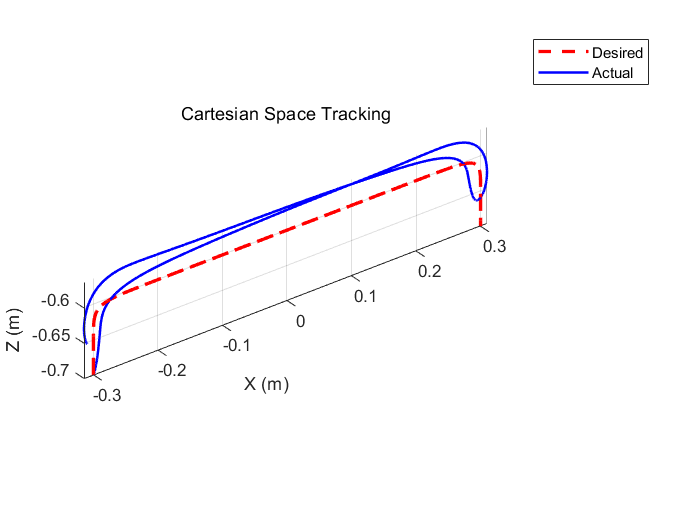 Desired
Actual
Cartesian Space Tracking
-0.6
-0.65
-0.7
Z (m)
-0.3
-0.2
-0.1
0
0.1
0.2
0.3
X (m)